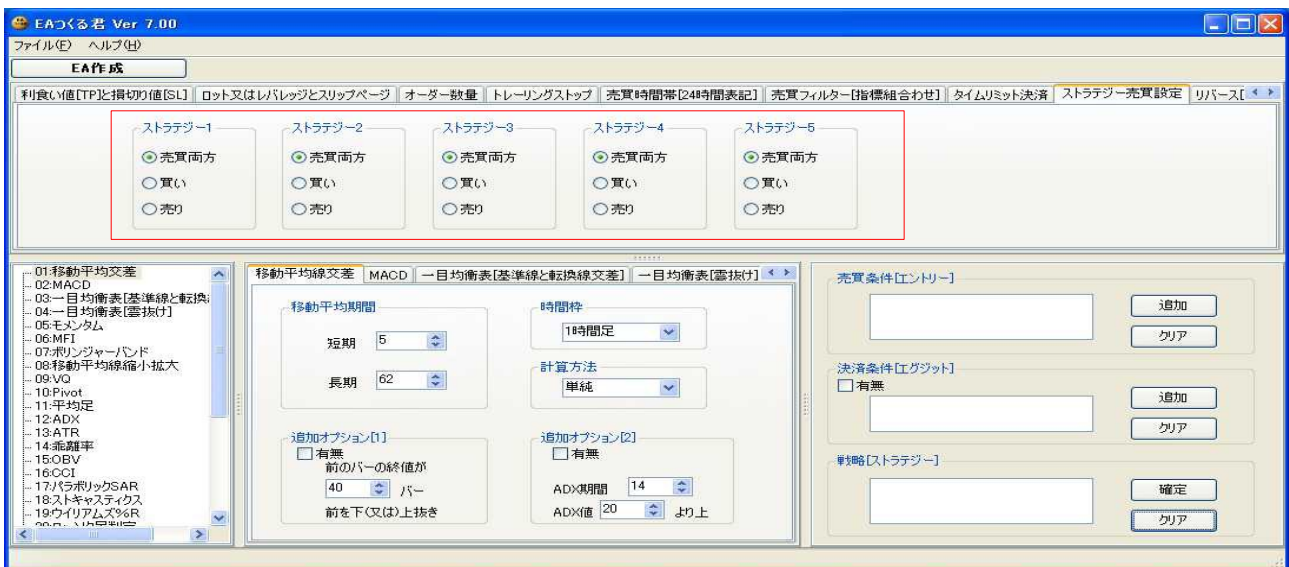 EAつくる君 Ver 7.00
ファイル(F) ヘルプ(H)
EA作成
利食い値[TP]と損切り値[SL] ロット又はレバレッジとスリップページ オーダー数量 トレーリングストップ 売買時間帯[24時間表記] 売買フィルター[指標組合わせ] タイムリミット決済 ストラテジー売買設定 リバース[
ストラテジー1 ストラテジー2 ストラテジー3 ストラテジー4 ストラテジー5
売買両方 売買両方 売買両方 売買両方 売買両方
買い 買い 買い 買い 買い
売り 売り 売り 売り 売り
01:移動平均交差
02:MACD
03:一目均衡表[基準線と転換
04:一目均衡表[雲抜け]
05:モメンタム
06:MFI
07:ボリンジャーバンド
08:移動平均線縮小拡大
09:VQ
10:Pivot
11:平均足
12:ADX
13:ATR
14:乖離率
15:OBV
16:CCI
17:パラボリックSAR
18:ストキャスティクス
19:ウイリアムズ%R
移動平均線交差 MACD 一目均衡表[基準線と転換線交差] 一目均衡表[雲抜け]
移動平均期間
短期 5
長期 62
時間枠
1時間足
計算方法
単純
追加オプション[1]
有無
前のバーの終値が
40 バー
前を下(又は)上抜き
追加オプション[2]
有無
ADX期間 14
ADX値 20 より上
売買条件[エントリー]
追加
クリア
決済条件[エグジット]
有無
追加
クリア
戦略[ストラテジー]
確定
クリア